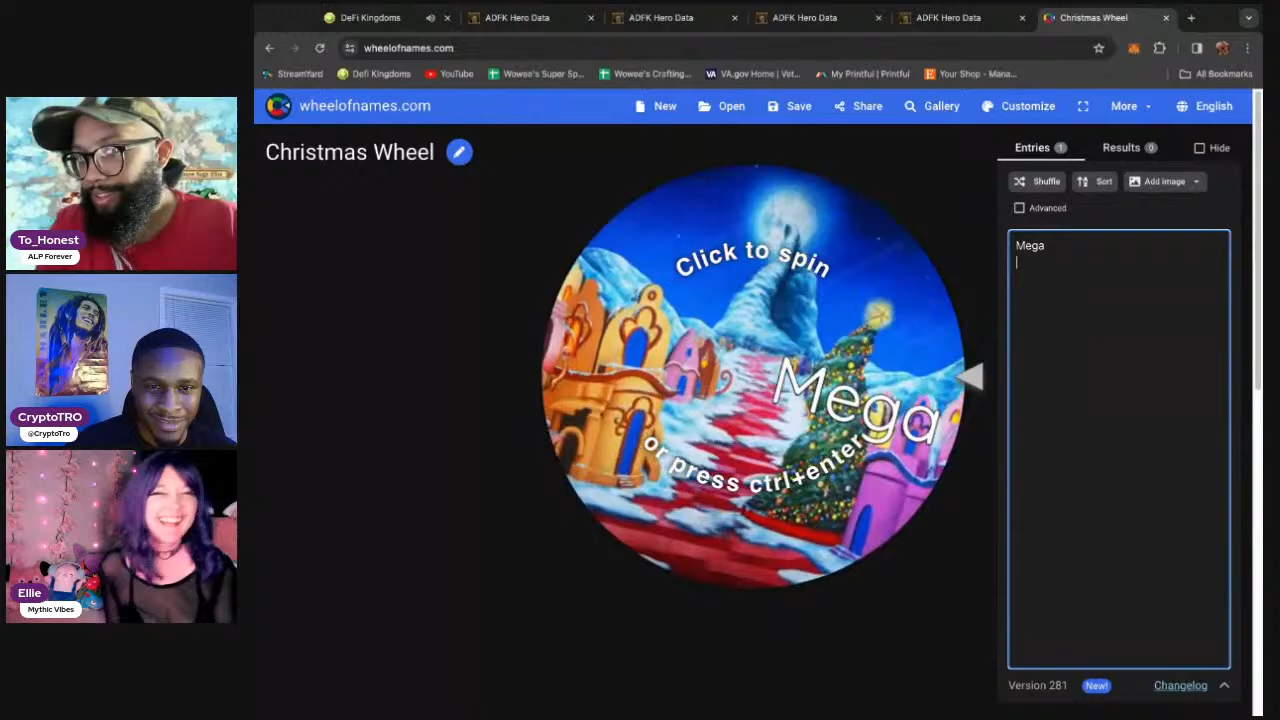 DeFi Kingdoms
ADFK Hero Data
ADFK Hero Data
ADFK Hero Data
ADFK Hero Data
Christmas Wheel
wheelofnames.com
StreamYard
Defi Kingdoms
YouTube
Wowee's Super Sp...
Wowee's Crafting...
VA.gov Home | Vet...
My Printful | Printful
Your Shop - Mana...
All Bookmarks
wheelofnames.com
New
Open
Save
Share
Gallery
Customize
More
English
Christmas Wheel
Entries 1
Results 0
Hide
Shuffle
Sort
Add image
Advanced
Mega
Click to spin
Mega
or press ctrl+enter
To_Honest
ALP Forever
CryptoTRO
@CryptoTro
Ellie
Mythic Vibes
Version 281
New!
Changelog